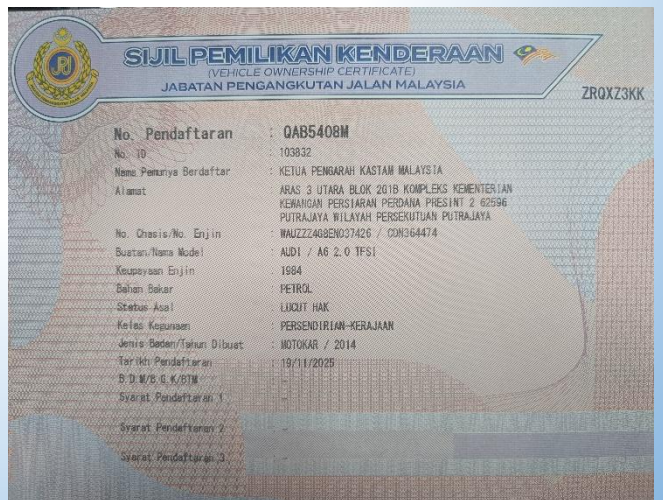 SIJIL PEMILIKAN KENDERAAN
(VEHICLE OWNERSHIP CERTIFICATE)
JABATAN PENGANGKUTAN JALAN MALAYSIA
ZRQXZ3KK
No. Pendaftaran : QAB5408M
No. ID : 103832
Nama Pemunya Berdaftar : KETUA PENGARAH KASTAM MALAYSIA
Alamat : ARAS 3 UTARA BLOK 2G1B KOMPLEKS KEMENTERIAN
KEWANGAN PERSIARAN PERDANA PRESINT 2 62596
PUTRAJAYA WILAYAH PERSEKUTUAN PUTRAJAYA
No. Chasis/No. Enjin : WAUZZZ4G8EN037426 / CDN364474
Buatan/Nama Model : AUDI / A6 2.0 TFSI
Keupayaan Enjin : 1984
Bahan Bakar : PETROL
Status Asal : LUCUT HAK
Kelas Kegunaan : PERSENDIRIAN-KERAJAAN
Jenis Badan/Tahun Dibuat : MOTOKAR / 2014
Tarikh Pendaftaran : 19/11/2025
B.D.M/B.G.K/BTM : -
Syarat Pendaftaran 1 : -
Syarat Pendaftaran 2 : -
Syarat Pendaftaran 3 : -